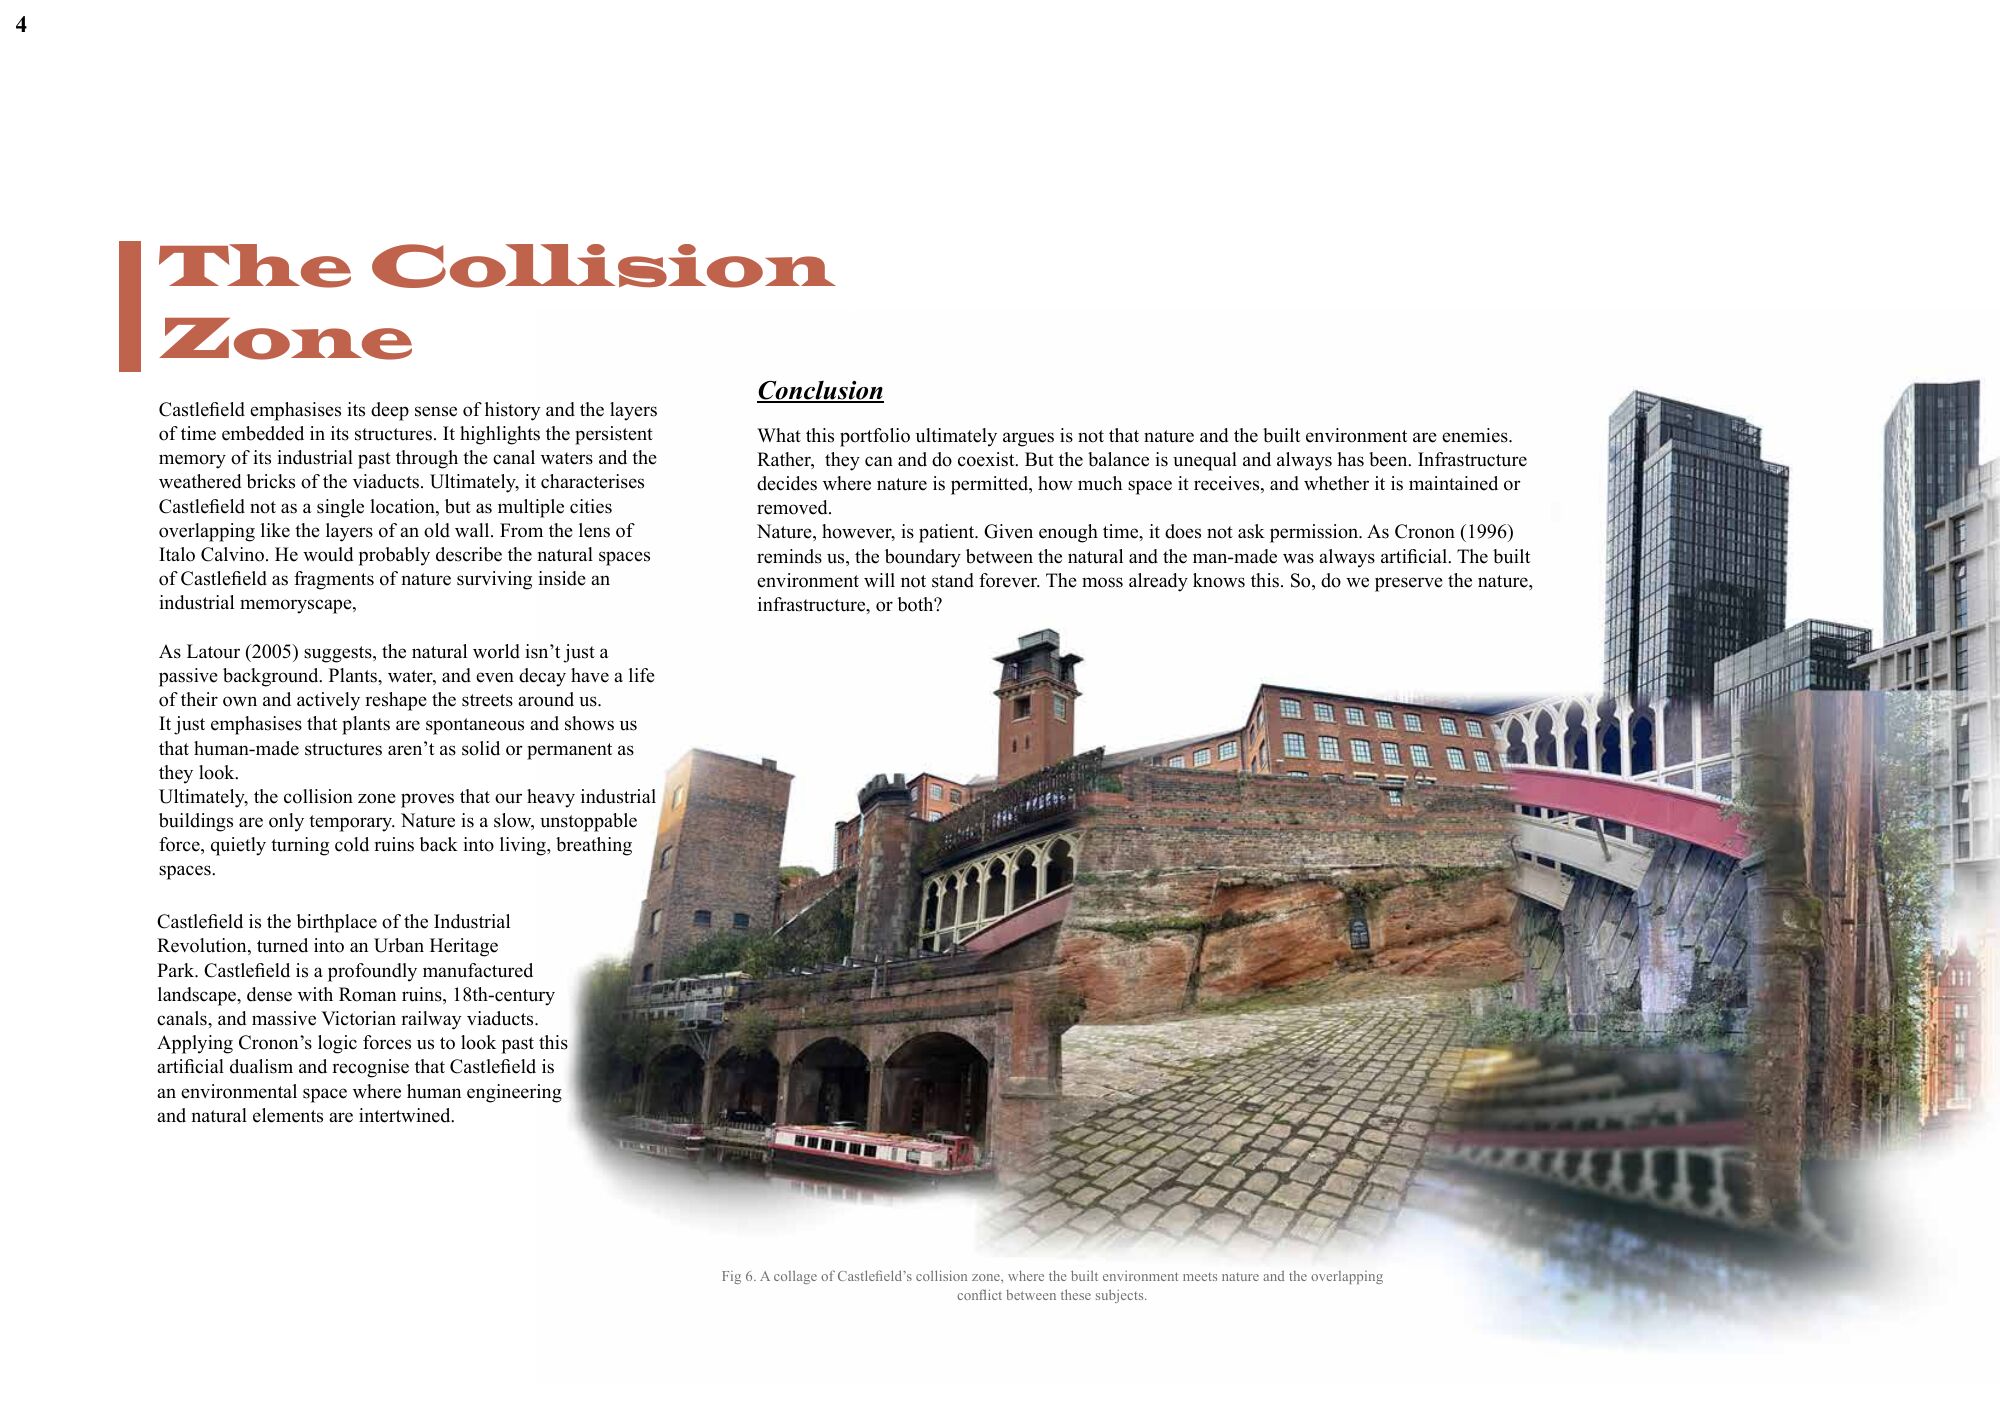 4
The Collision
Zone
Castlefield emphasises its deep sense of history and the layers
of time embedded in its structures. It highlights the persistent
memory of its industrial past through the canal waters and the
weathered bricks of the viaducts. Ultimately, it characterises
Castlefield not as a single location, but as multiple cities
overlapping like the layers of an old wall. From the lens of
Italo Calvino. He would probably describe the natural spaces
of Castlefield as fragments of nature surviving inside an
industrial memoryscape,
As Latour (2005) suggests, the natural world isn’t just a
passive background. Plants, water, and even decay have a life
of their own and actively reshape the streets around us.
It just emphasises that plants are spontaneous and shows us
that human-made structures aren’t as solid or permanent as
they look.
Ultimately, the collision zone proves that our heavy industrial
buildings are only temporary. Nature is a slow, unstoppable
force, quietly turning cold ruins back into living, breathing
spaces.
Castlefield is the birthplace of the Industrial
Revolution, turned into an Urban Heritage
Park. Castlefield is a profoundly manufactured
landscape, dense with Roman ruins, 18th-century
canals, and massive Victorian railway viaducts.
Applying Cronon’s logic forces us to look past this
artificial dualism and recognise that Castlefield is
an environmental space where human engineering
and natural elements are intertwined.
Conclusion
What this portfolio ultimately argues is not that nature and the built environment are enemies.
Rather,  they can and do coexist. But the balance is unequal and always has been. Infrastructure
decides where nature is permitted, how much space it receives, and whether it is maintained or
removed.
Nature, however, is patient. Given enough time, it does not ask permission. As Cronon (1996)
reminds us, the boundary between the natural and the man-made was always artificial. The built
environment will not stand forever. The moss already knows this. So, do we preserve the nature,
infrastructure, or both?
Fig 6. A collage of Castlefield’s collision zone, where the built environment meets nature and the overlapping
conflict between these subjects.